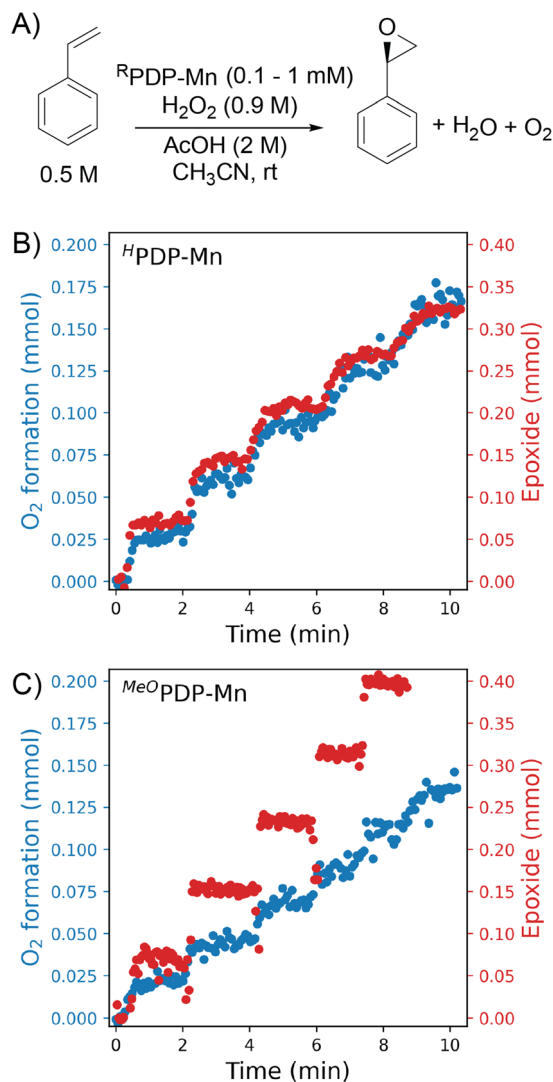 A)
O
ᴿPDP-Mn (0.1 - 1 mM)
H₂O₂ (0.9 M)
AcOH (2 M)
CH₃CN, rt
0.5 M
+ H₂O + O₂
B)
ᴴPDP-Mn
O₂ formation (mmol)
0.200
0.175
0.150
0.125
0.100
0.075
0.050
0.025
0.000
Epoxide (mmol)
0.40
0.35
0.30
0.25
0.20
0.15
0.10
0.05
0.00
0 2 4 6 8 10
Time (min)
C)
ᴹᵉᴼPDP-Mn
O₂ formation (mmol)
0.200
0.175
0.150
0.125
0.100
0.075
0.050
0.025
0.000
Epoxide (mmol)
0.40
0.35
0.30
0.25
0.20
0.15
0.10
0.05
0.00
0 2 4 6 8 10
Time (min)